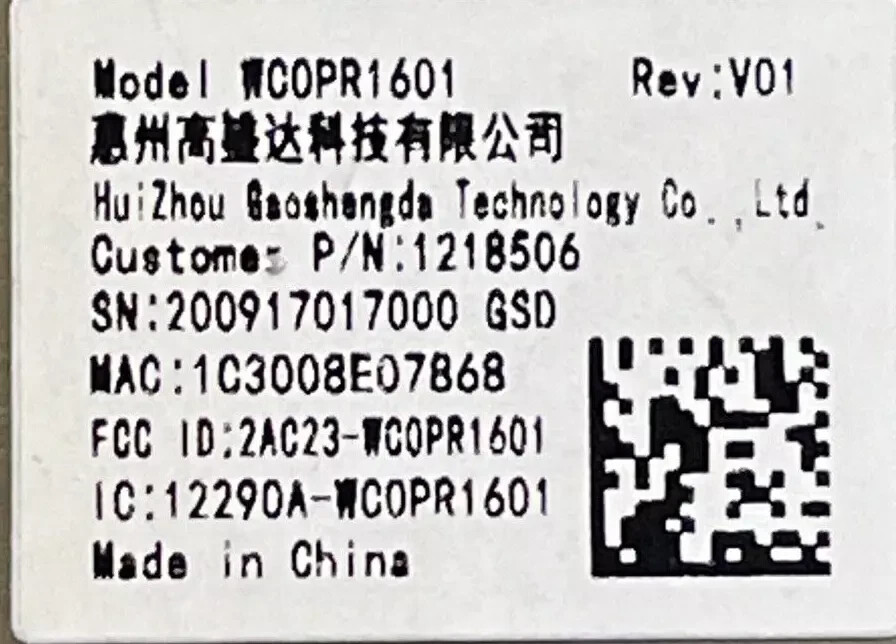 Model WCOPR1601 Rev:V01
惠州高盛达科技有限公司
HuiZhou Gaoshengda Technology Co.,Ltd.
Customer P/N:1218506
SN:200917017000 GSD
MAC:1C3008E07868
FCC ID:2AC23-WCOPR1601
IC:12290A-WCOPR1601
Made in China